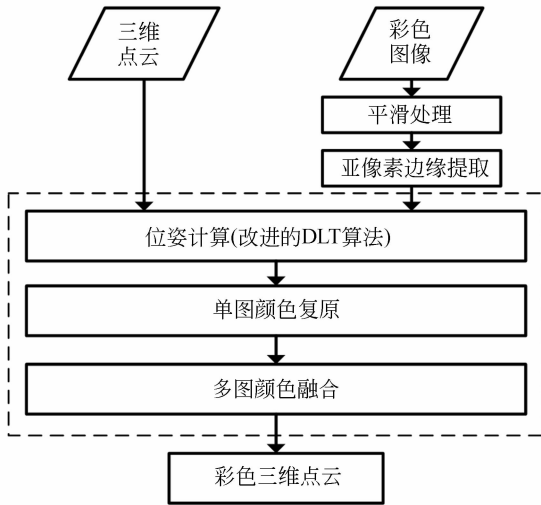 三维
点云
彩色
图像
平滑处理
亚像素边缘提取
位姿计算(改进的DLT算法)
单图颜色复原
多图颜色融合
彩色三维点云